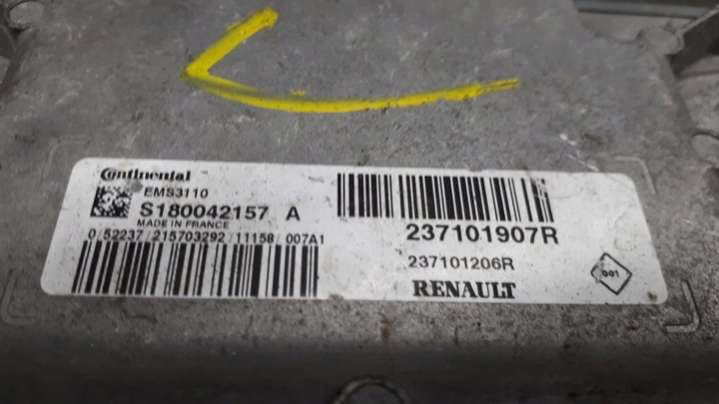 Continental
EMS3110
S180042157 A
MADE IN FRANCE
0/52237/215703292/11158/007A1
237101907R
237101206R
RENAULT
001